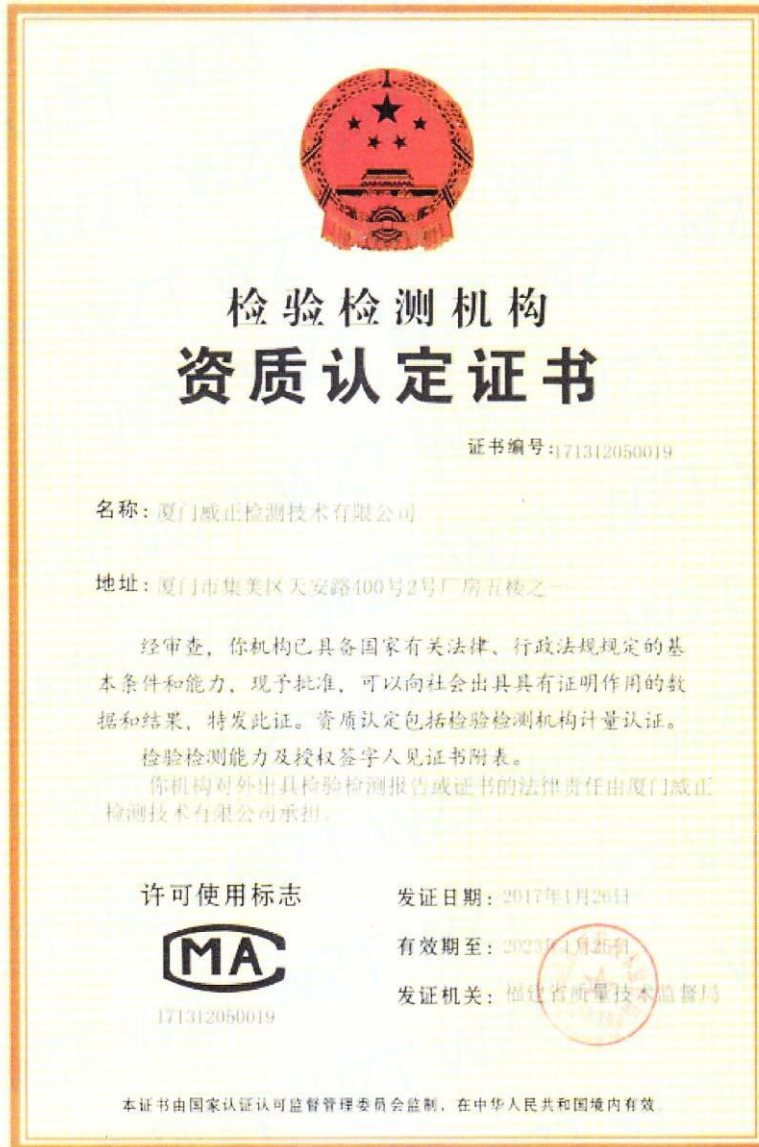 检验检测机构
资质认定证书
证书编号:171312050019
名称:厦门威正检测技术有限公司
地址:厦门市集美区天安路400号2号厂房五楼之一
经审查，你机构已具备国家有关法律、行政法规规定的基
本条件和能力，现予批准，可以向社会出具具有证明作用的数
据和结果，特发此证。资质认定包括检验检测机构计量认证。
检验检测能力及授权签字人见证书附表。
你机构对外出具检验检测报告或证书的法律责任由厦门威正
检测技术有限公司承担。
许可使用标志
MA
171312050019
发证日期:2017年1月26日
有效期至:2023年1月25日
发证机关:福建省质量技术监督局
本证书由国家认证认可监督管理委员会监制，在中华人民共和国境内有效。